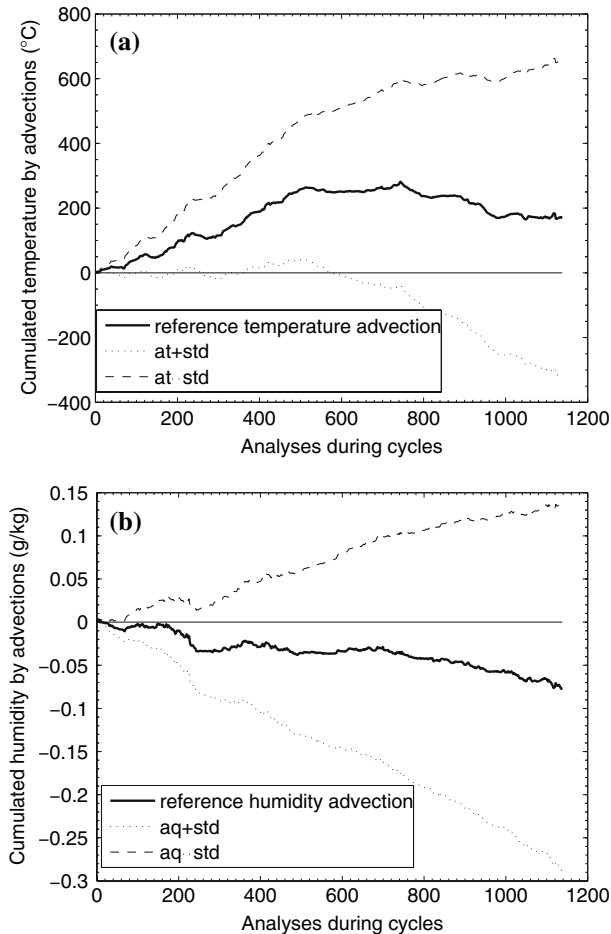 (a)
Cumulated temperature by advections (°C)
800
600
400
200
0
−200
−400
reference temperature advection
at+std
at−std
0 200 400 600 800 1000 1200
Analyses during cycles
(b)
Cumulated humidity by advections (g/kg)
0.15
0.1
0.05
0
−0.05
−0.1
−0.15
−0.2
−0.25
−0.3
reference humidity advection
aq+std
aq−std
0 200 400 600 800 1000 1200
Analyses during cycles